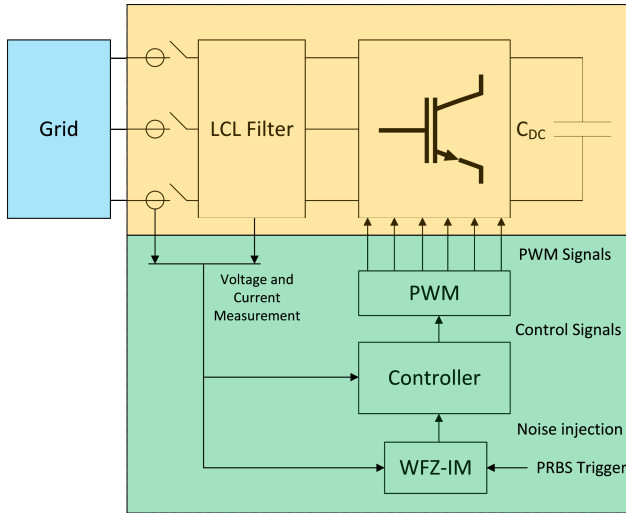 Grid
LCL Filter
CDC
PWM Signals
Voltage and
Current
Measurement
PWM
Control Signals
Controller
Noise injection
WFZ-IM
PRBS Trigger